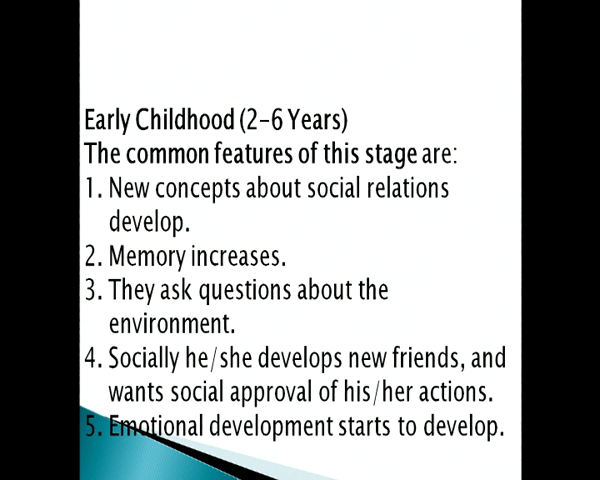 Early Childhood (2-6 Years)
The common features of this stage are:
1. New concepts about social relations
develop.
2. Memory increases.
3. They ask questions about the
environment.
4. Socially he/she develops new friends, and
wants social approval of his/her actions.
5. Emotional development starts to develop.